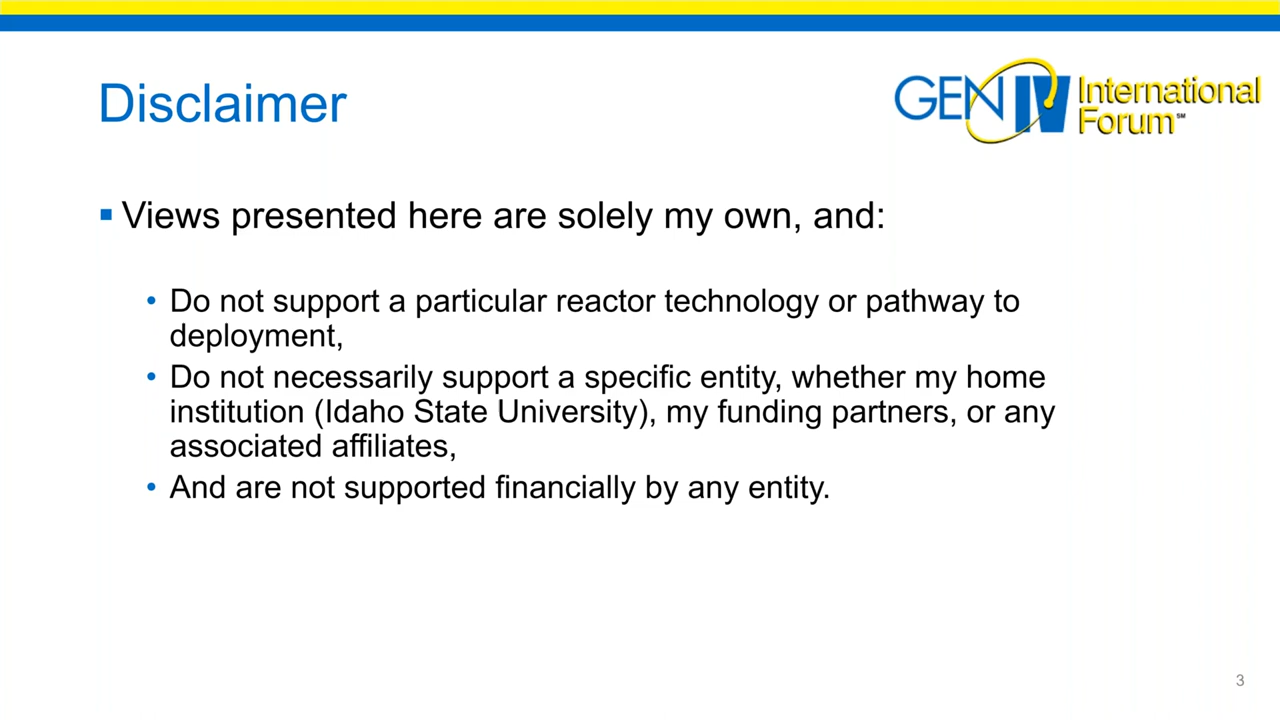 Disclaimer
GEN IV International
Forum℠
▪ Views presented here are solely my own, and:
• Do not support a particular reactor technology or pathway to
deployment,
• Do not necessarily support a specific entity, whether my home
institution (Idaho State University), my funding partners, or any
associated affiliates,
• And are not supported financially by any entity.
3